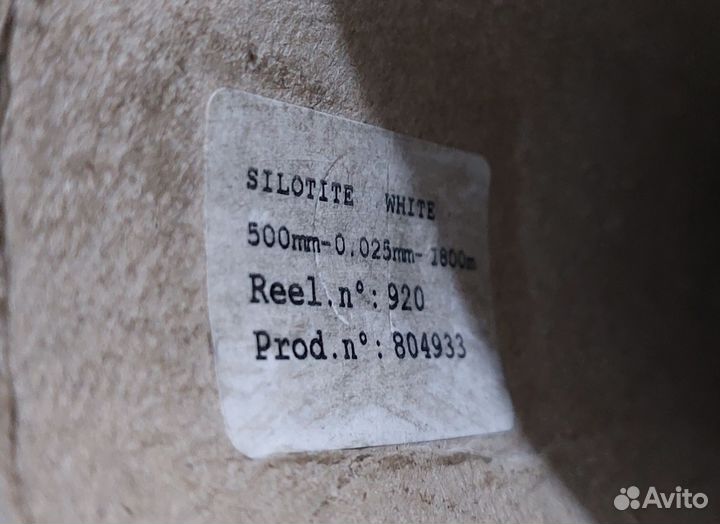 SILOTITE WHITE
500mm-0.025mm-1800m
Reel.n°:920
Prod.n°:804933
Avito